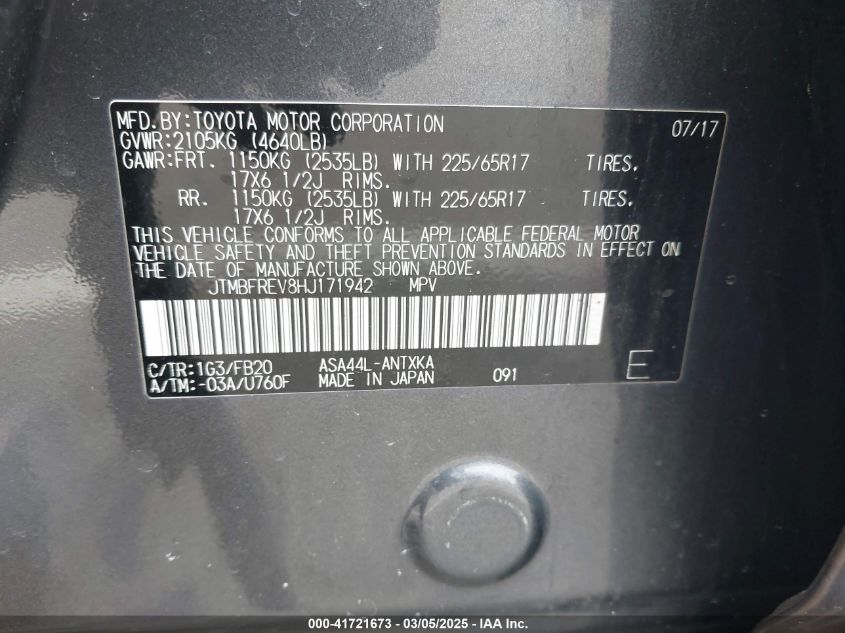 MFD.BY:TOYOTA MOTOR CORPORATION 07/17
GVWR:2105KG (4640LB)
GAWR:FRT. 1150KG (2535LB) WITH 225/65R17 TIRES,
17X6 1/2J RIMS.
RR. 1150KG (2535LB) WITH 225/65R17 TIRES,
17X6 1/2J RIMS.
THIS VEHICLE CONFORMS TO ALL APPLICABLE FEDERAL MOTOR
VEHICLE SAFETY AND THEFT PREVENTION STANDARDS IN EFFECT ON
THE DATE OF MANUFACTURE SHOWN ABOVE.
JTMBFREV8HJ171942 MPV
C/TR:1G3/FB20 ASA44L-ANTXKA
A/TM:-03A/U760F MADE IN JAPAN 091 E
000-41721673 — 03/05/2025 — IAA Inc.